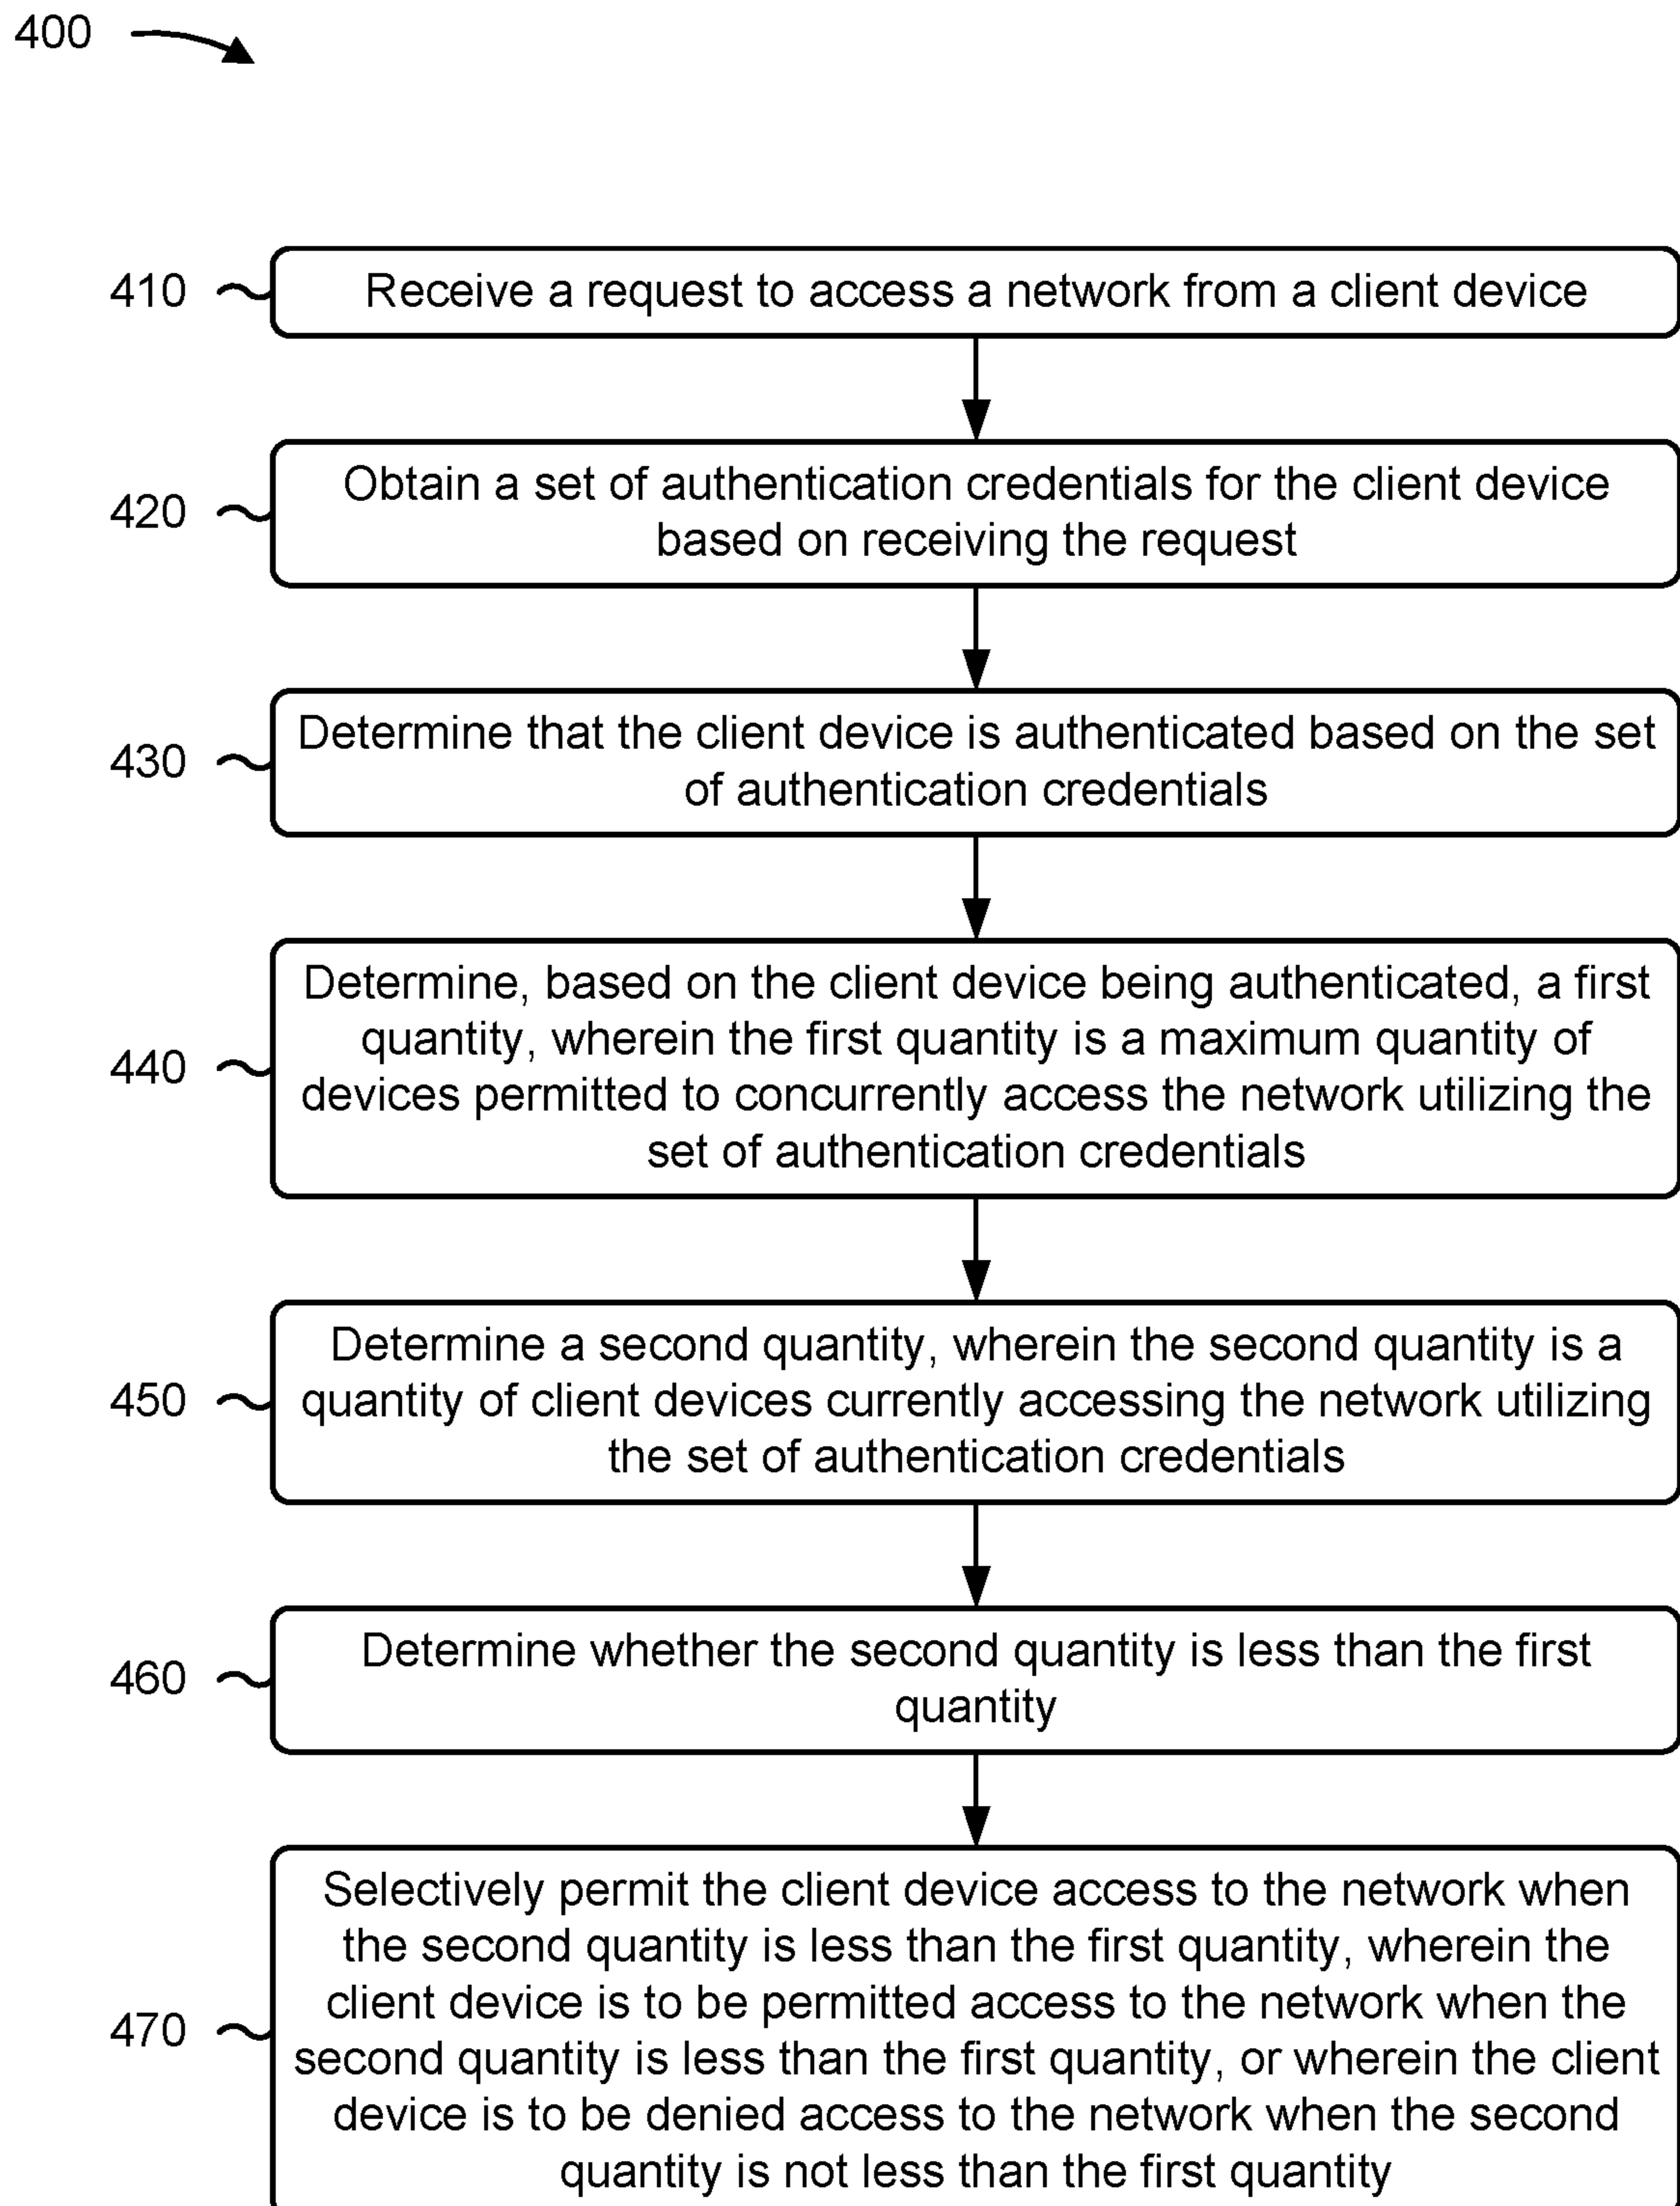 400
410
Receive a request to access a network from a client device
420
Obtain a set of authentication credentials for the client device
based on receiving the request
430
Determine that the client device is authenticated based on the set
of authentication credentials
440
Determine, based on the client device being authenticated, a first
quantity, wherein the first quantity is a maximum quantity of
devices permitted to concurrently access the network utilizing the
set of authentication credentials
450
Determine a second quantity, wherein the second quantity is a
quantity of client devices currently accessing the network utilizing
the set of authentication credentials
460
Determine whether the second quantity is less than the first
quantity
470
Selectively permit the client device access to the network when
the second quantity is less than the first quantity, wherein the
client device is to be permitted access to the network when the
second quantity is less than the first quantity, or wherein the client
device is to be denied access to the network when the second
quantity is not less than the first quantity